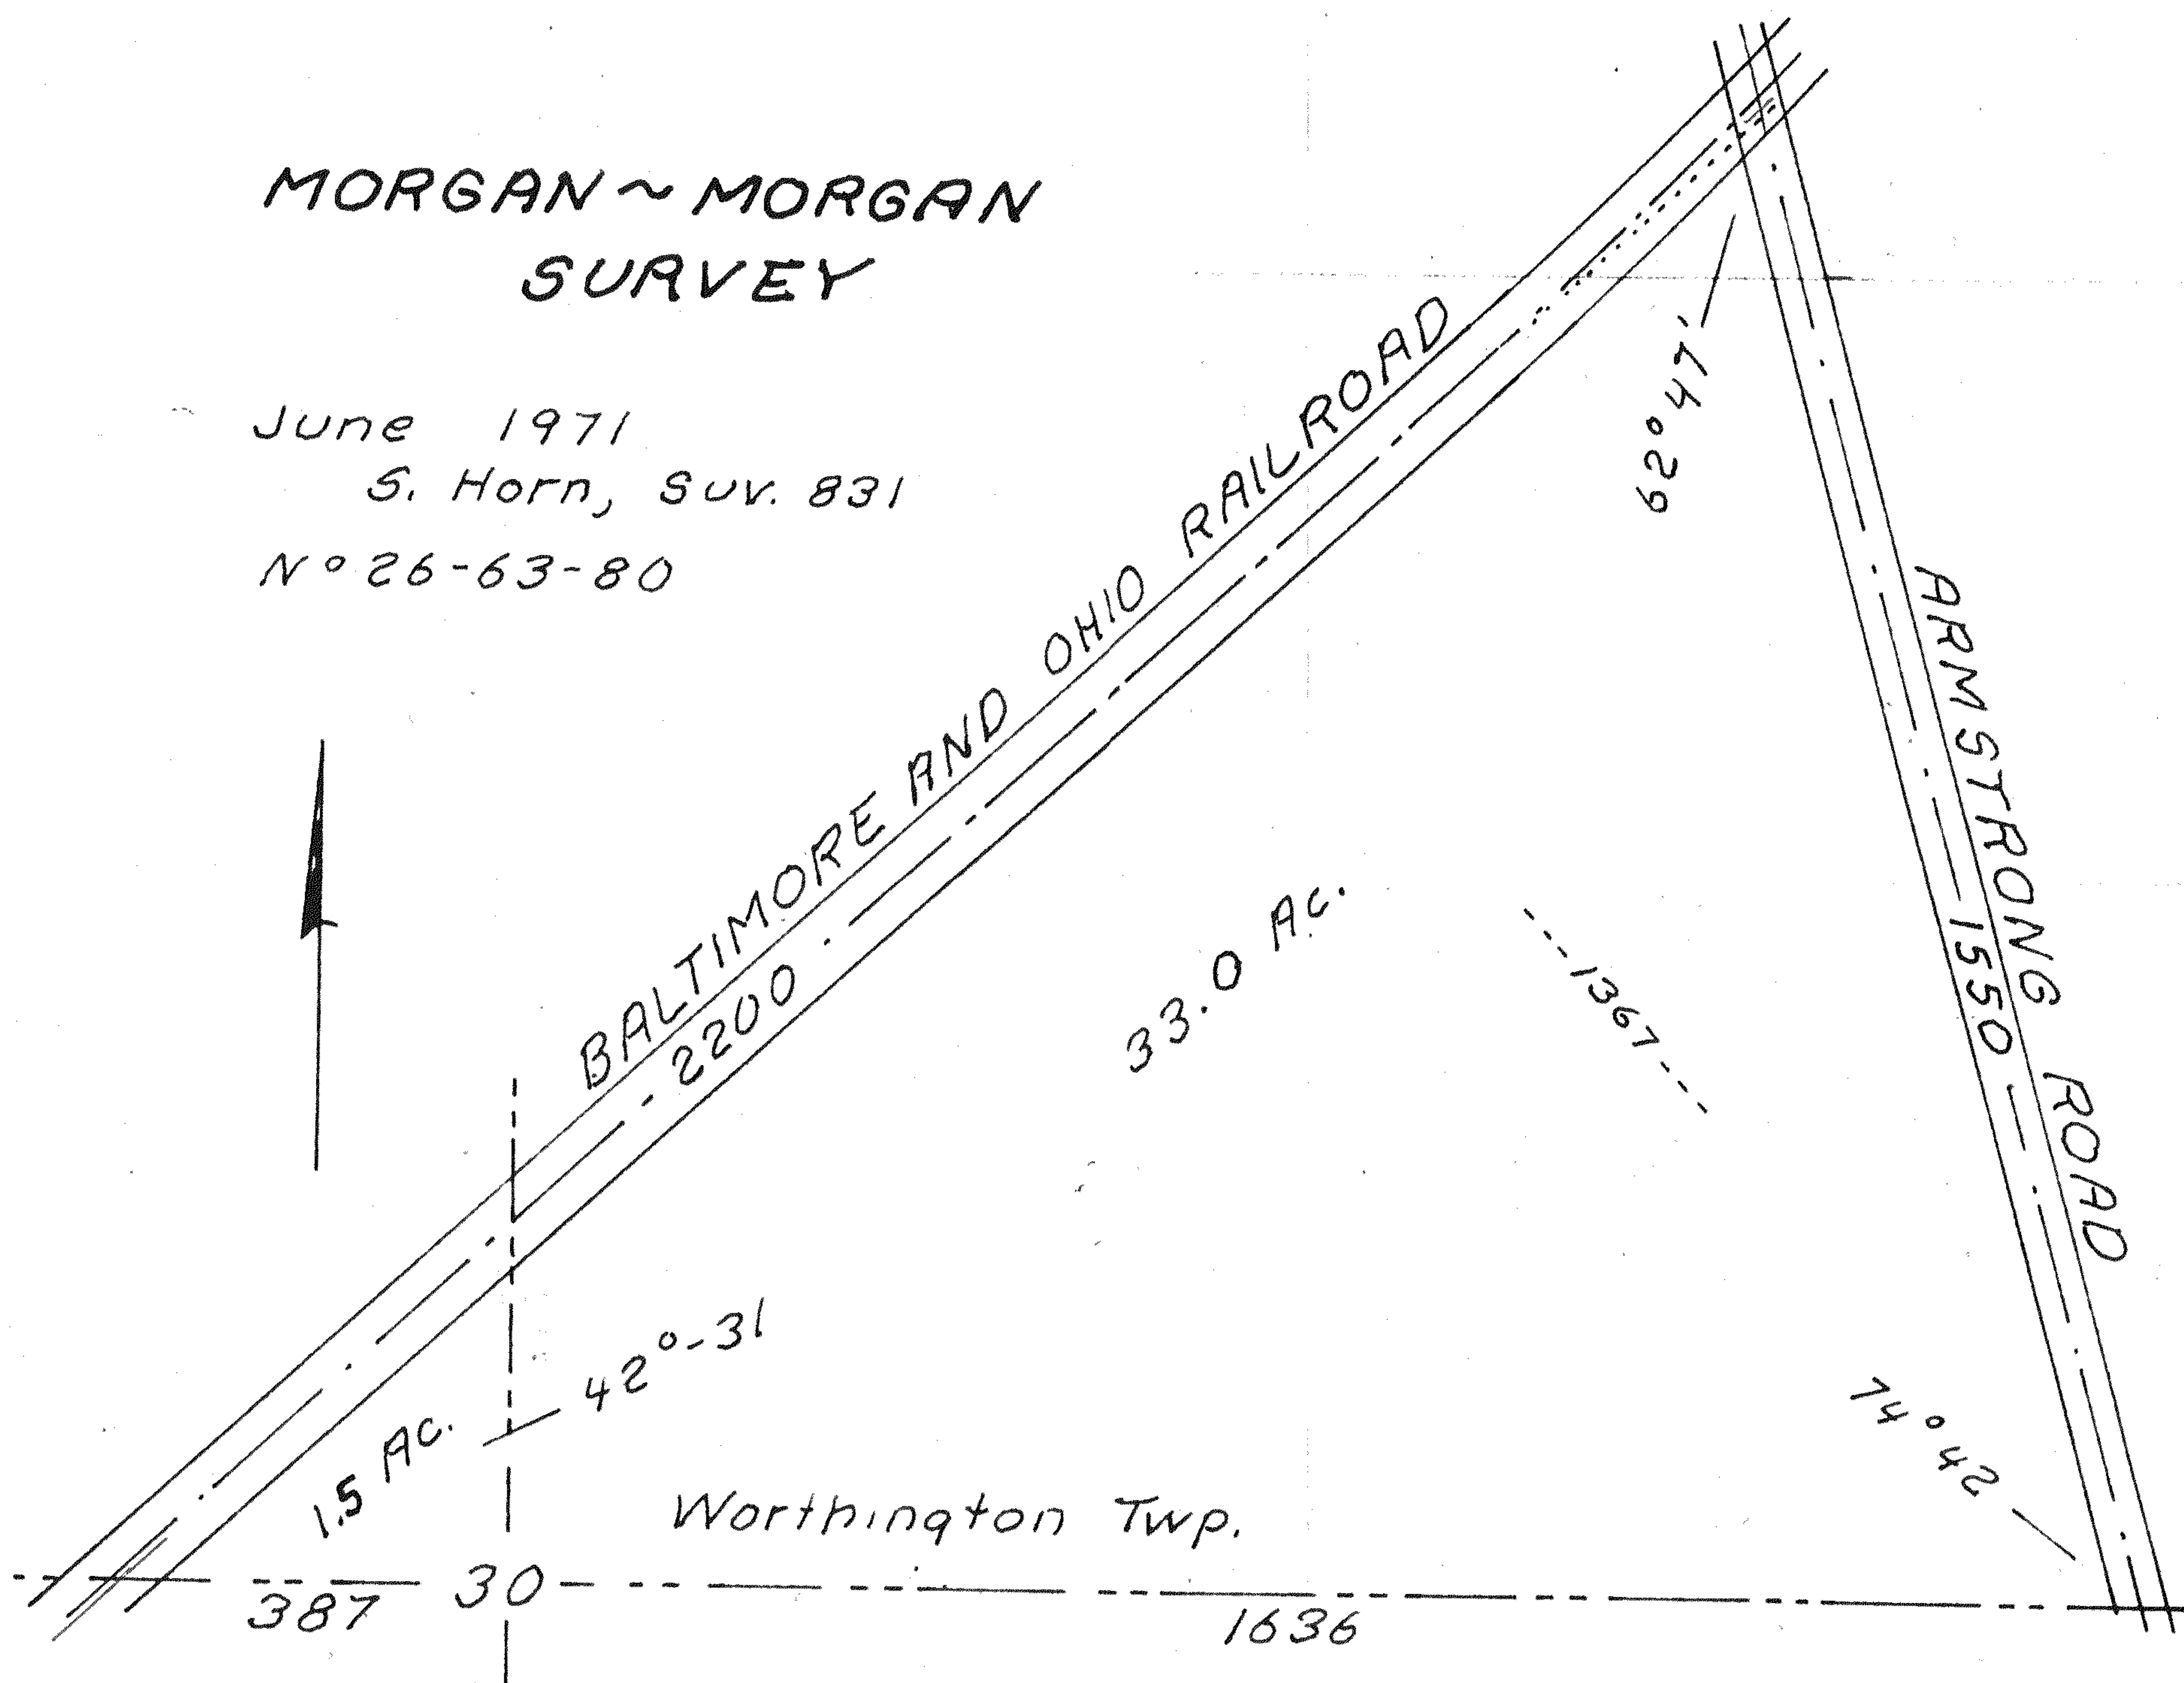 MORGAN ~ MORGAN
SURVEY
June 1971
S. Horn, Suv. 831
Nº 26-63-80
BALTIMORE AND OHIO RAILROAD
2200
62° 47'
ARMSTRONG ROAD
1550
33.0 Ac.
1367
42°-31
1.5 Ac.
74° 42
Worthington Twp.
387
30
1636